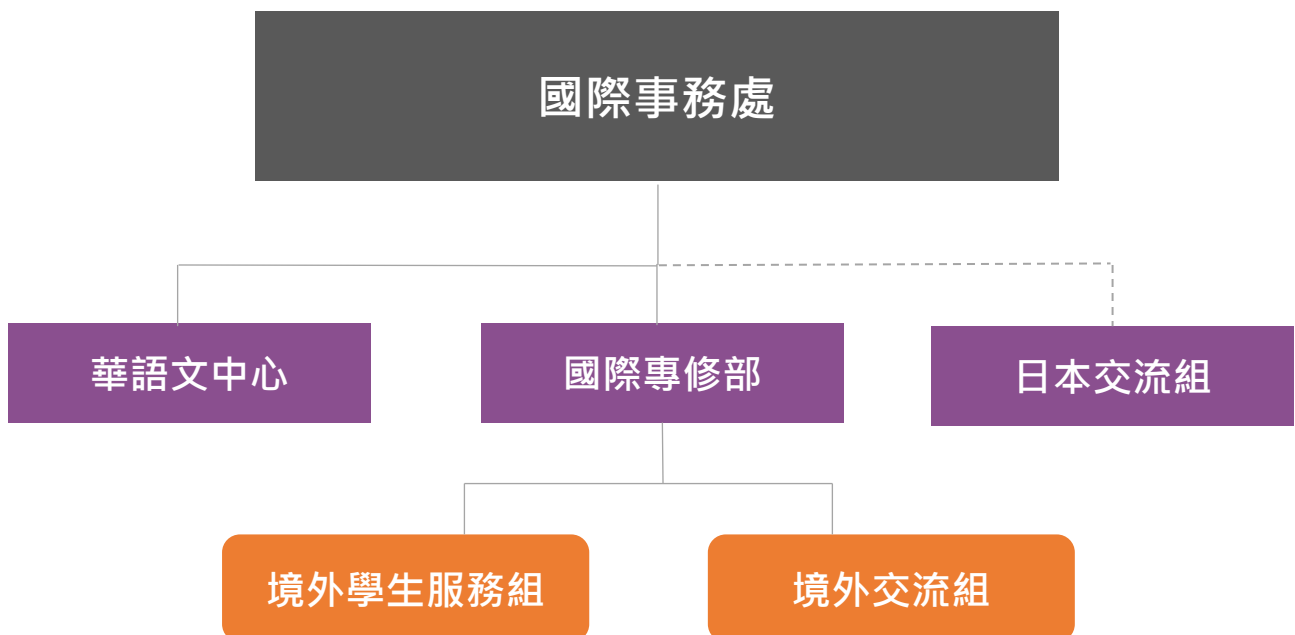 國際事務處
華語文中心
國際專修部
日本交流組
境外學生服務組
境外交流組